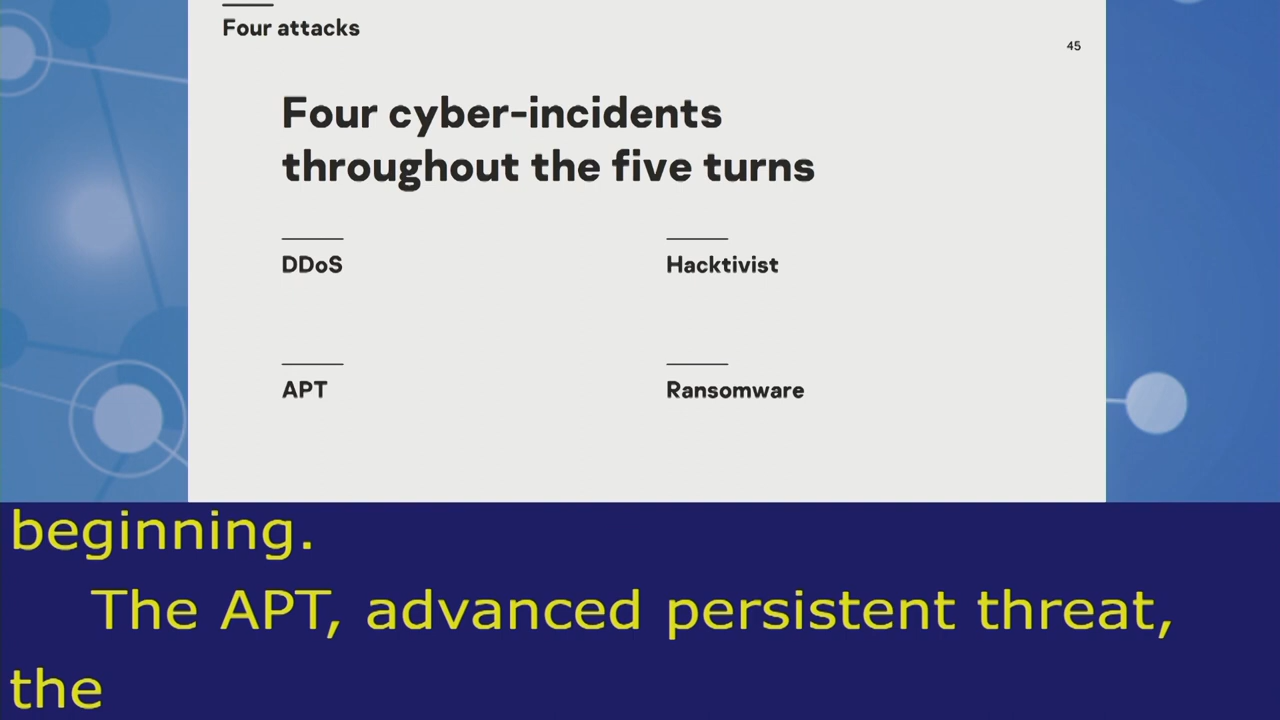 Four attacks
45
Four cyber-incidents
throughout the five turns
DDoS
Hacktivist
APT
Ransomware
beginning.
The APT, advanced persistent threat,
the